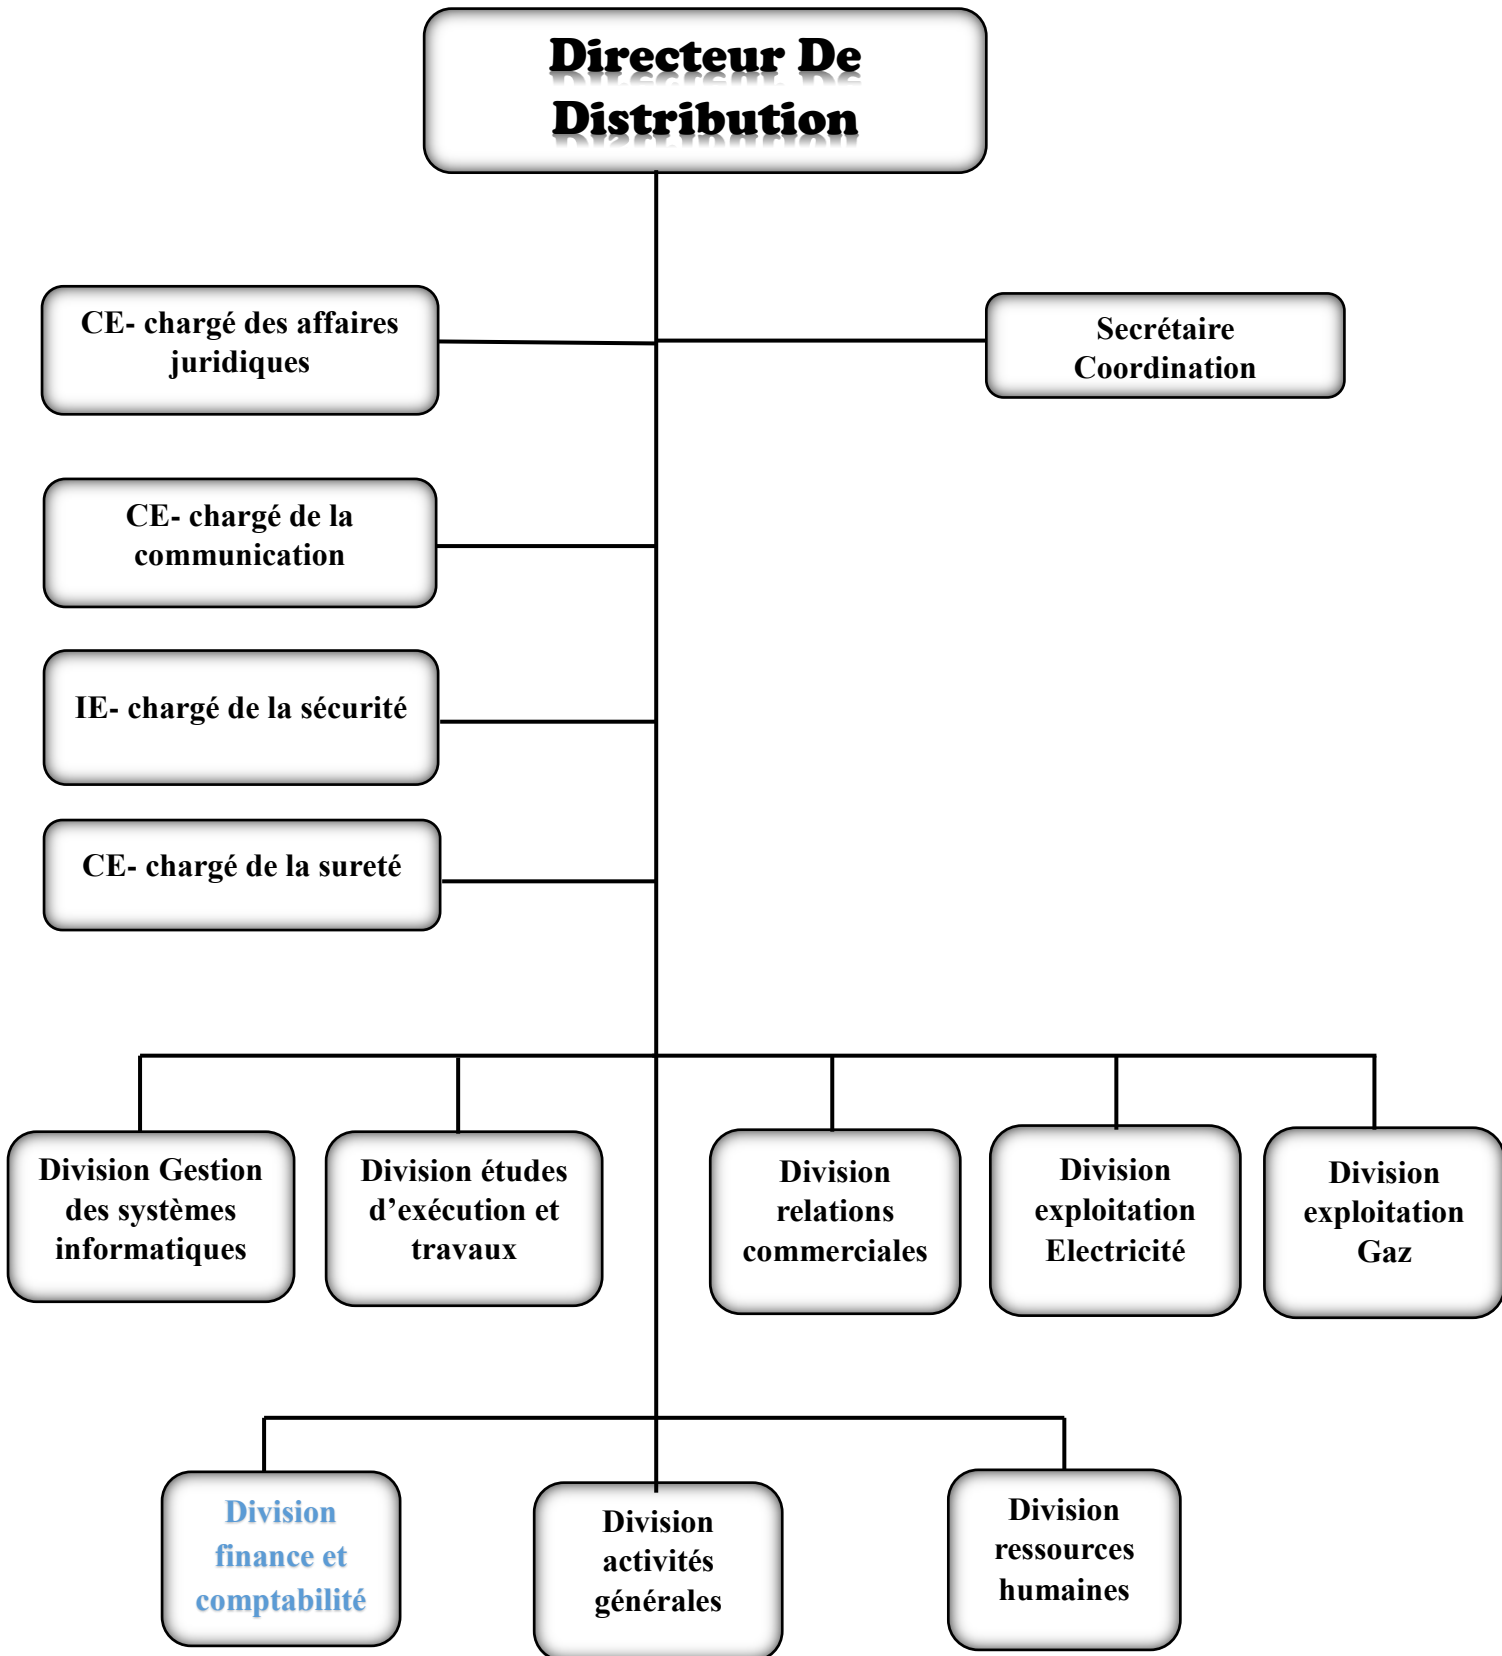 Directeur De
Distribution
CE- chargé des affaires
juridiques
Secrétaire
Coordination
CE- chargé de la
communication
IE- chargé de la sécurité
CE- chargé de la sureté
Division Gestion
des systèmes
informatiques
Division études
d’exécution et
travaux
Division
relations
commerciales
Division
exploitation
Electricité
Division
exploitation
Gaz
Division
finance et
comptabilité
Division
activités
générales
Division
ressources
humaines